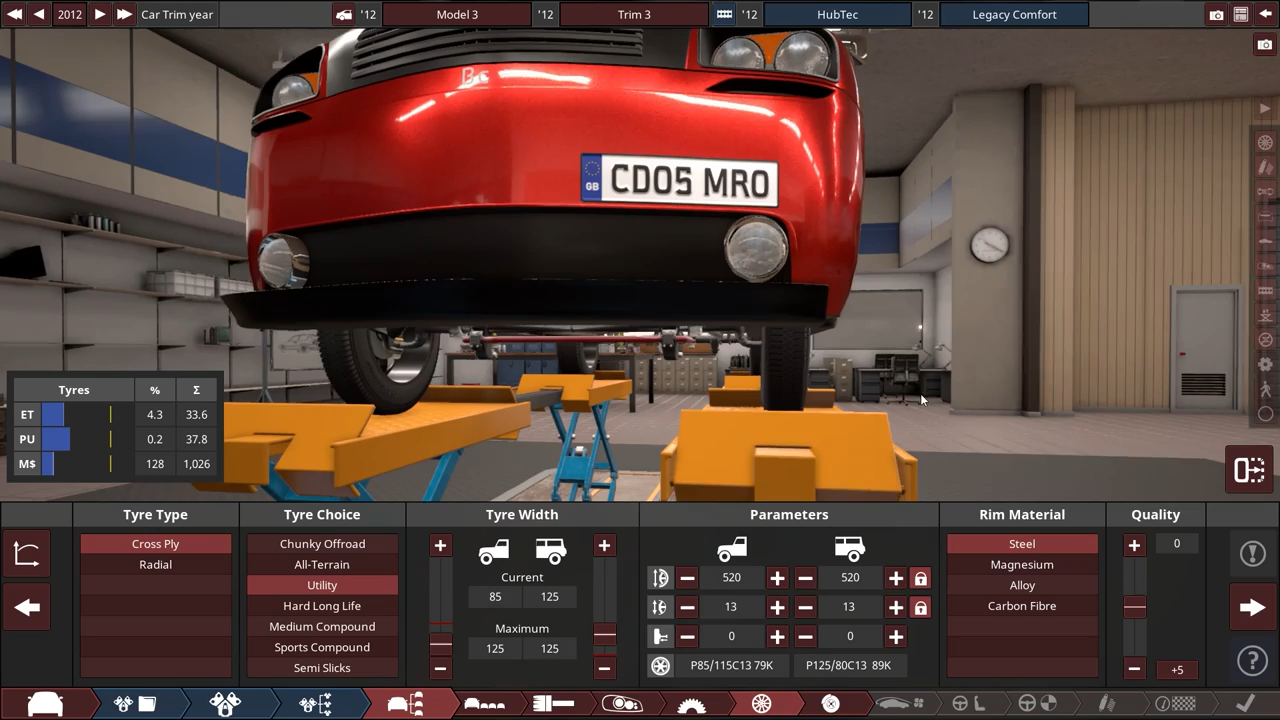 2012 Car Trim year '12 Model 3 '12 Trim 3 '12 HubTec '12 Legacy Comfort
GB CD05 MRO
Tyres % Σ
ET 4.3 33.6
PU 0.2 37.8
M$ 128 1,026
Tyre Type
Cross Ply
Radial
Tyre Choice
Chunky Offroad
All-Terrain
Utility
Hard Long Life
Medium Compound
Sports Compound
Semi Slicks
Tyre Width
Current
85 125
Maximum
125 125
Parameters
520 520
13 13
0 0
P85/115C13 79K P125/80C13 89K
Rim Material
Steel
Magnesium
Alloy
Carbon Fibre
Quality
0
+5